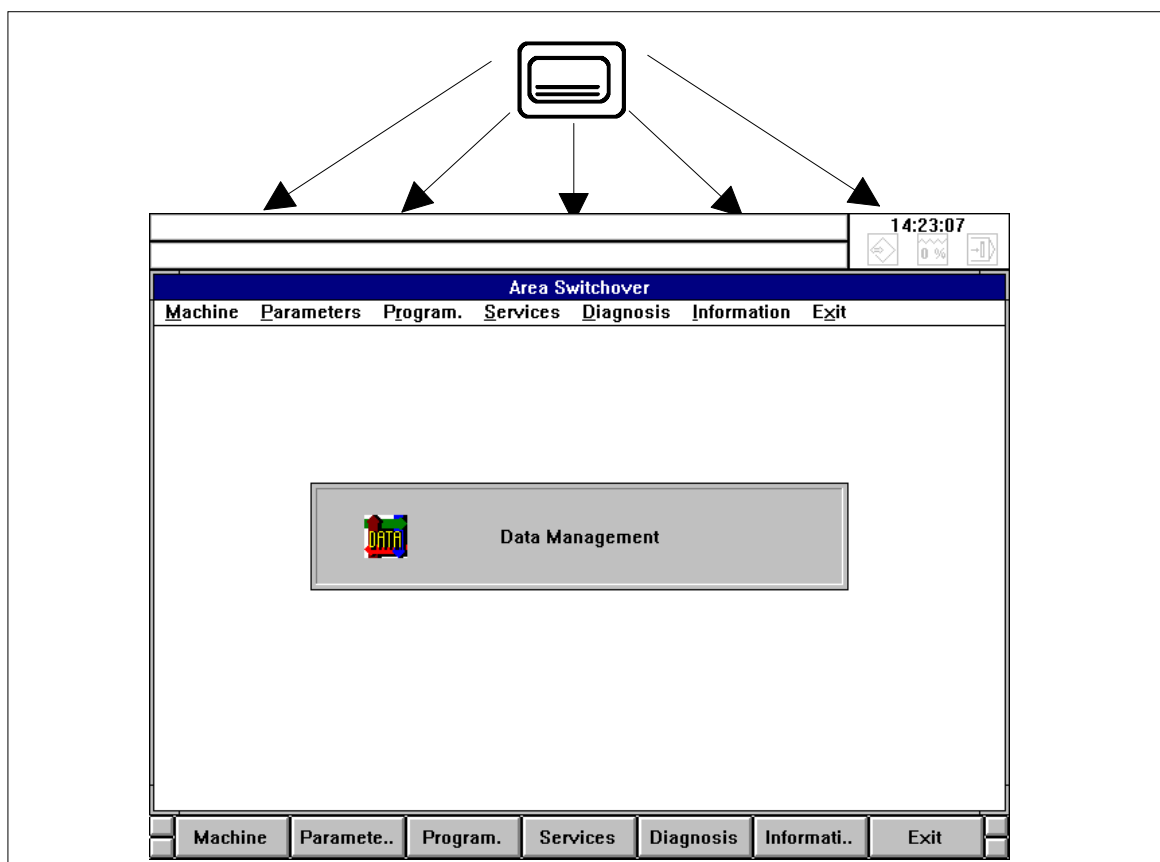 14:23:07
0 %
Area Switchover
Machine Parameters Program. Services Diagnosis Information Exit
DATA
Data Management
Machine Paramete.. Program. Services Diagnosis Informati.. Exit